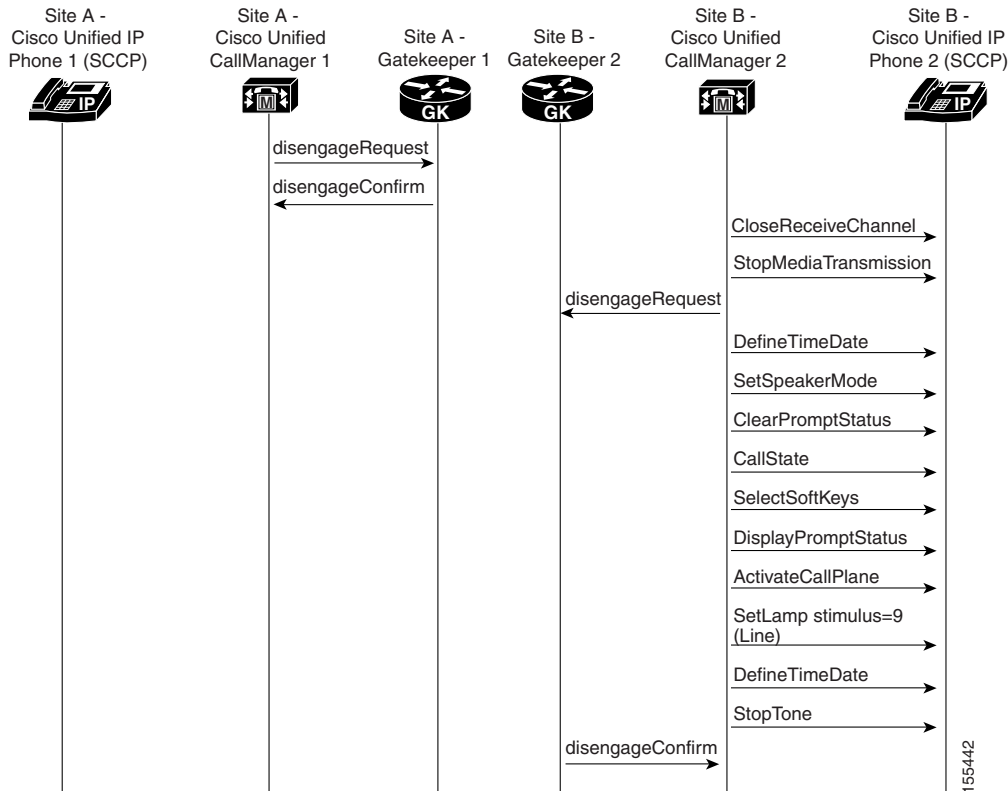 Site A -
Cisco Unified IP
Phone 1 (SCCP)
Site A -
Cisco Unified
CallManager 1
Site A -
Gatekeeper 1
Site B -
Gatekeeper 2
Site B -
Cisco Unified
CallManager 2
Site B -
Cisco Unified IP
Phone 2 (SCCP)
IP
M
GK
GK
M
IP
disengageRequest
disengageConfirm
CloseReceiveChannel
StopMediaTransmission
disengageRequest
DefineTimeDate
SetSpeakerMode
ClearPromptStatus
CallState
SelectSoftKeys
DisplayPromptStatus
ActivateCallPlane
SetLamp stimulus=9
(Line)
DefineTimeDate
StopTone
disengageConfirm
155442